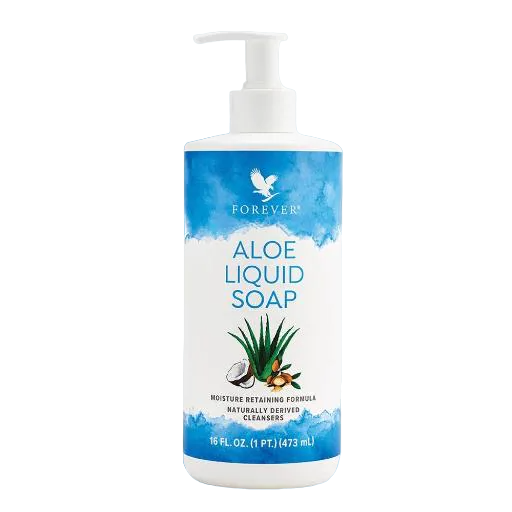 FOREVER®
ALOE
LIQUID
SOAP
MOISTURE RETAINING FORMULA
NATURALLY DERIVED
CLEANSERS
16 FL. OZ. (1 PT.) (473 mL)